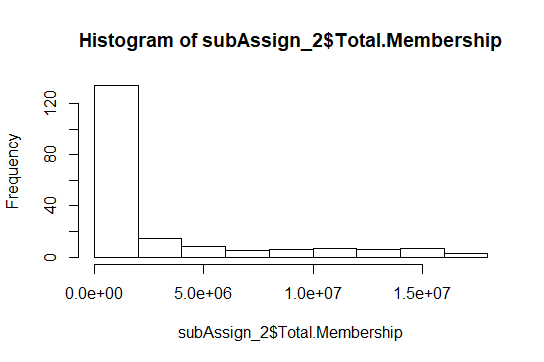 Histogram of subAssign_2$Total.Membership
Frequency
120
80
40
0
0.0e+00 5.0e+06 1.0e+07 1.5e+07
subAssign_2$Total.Membership